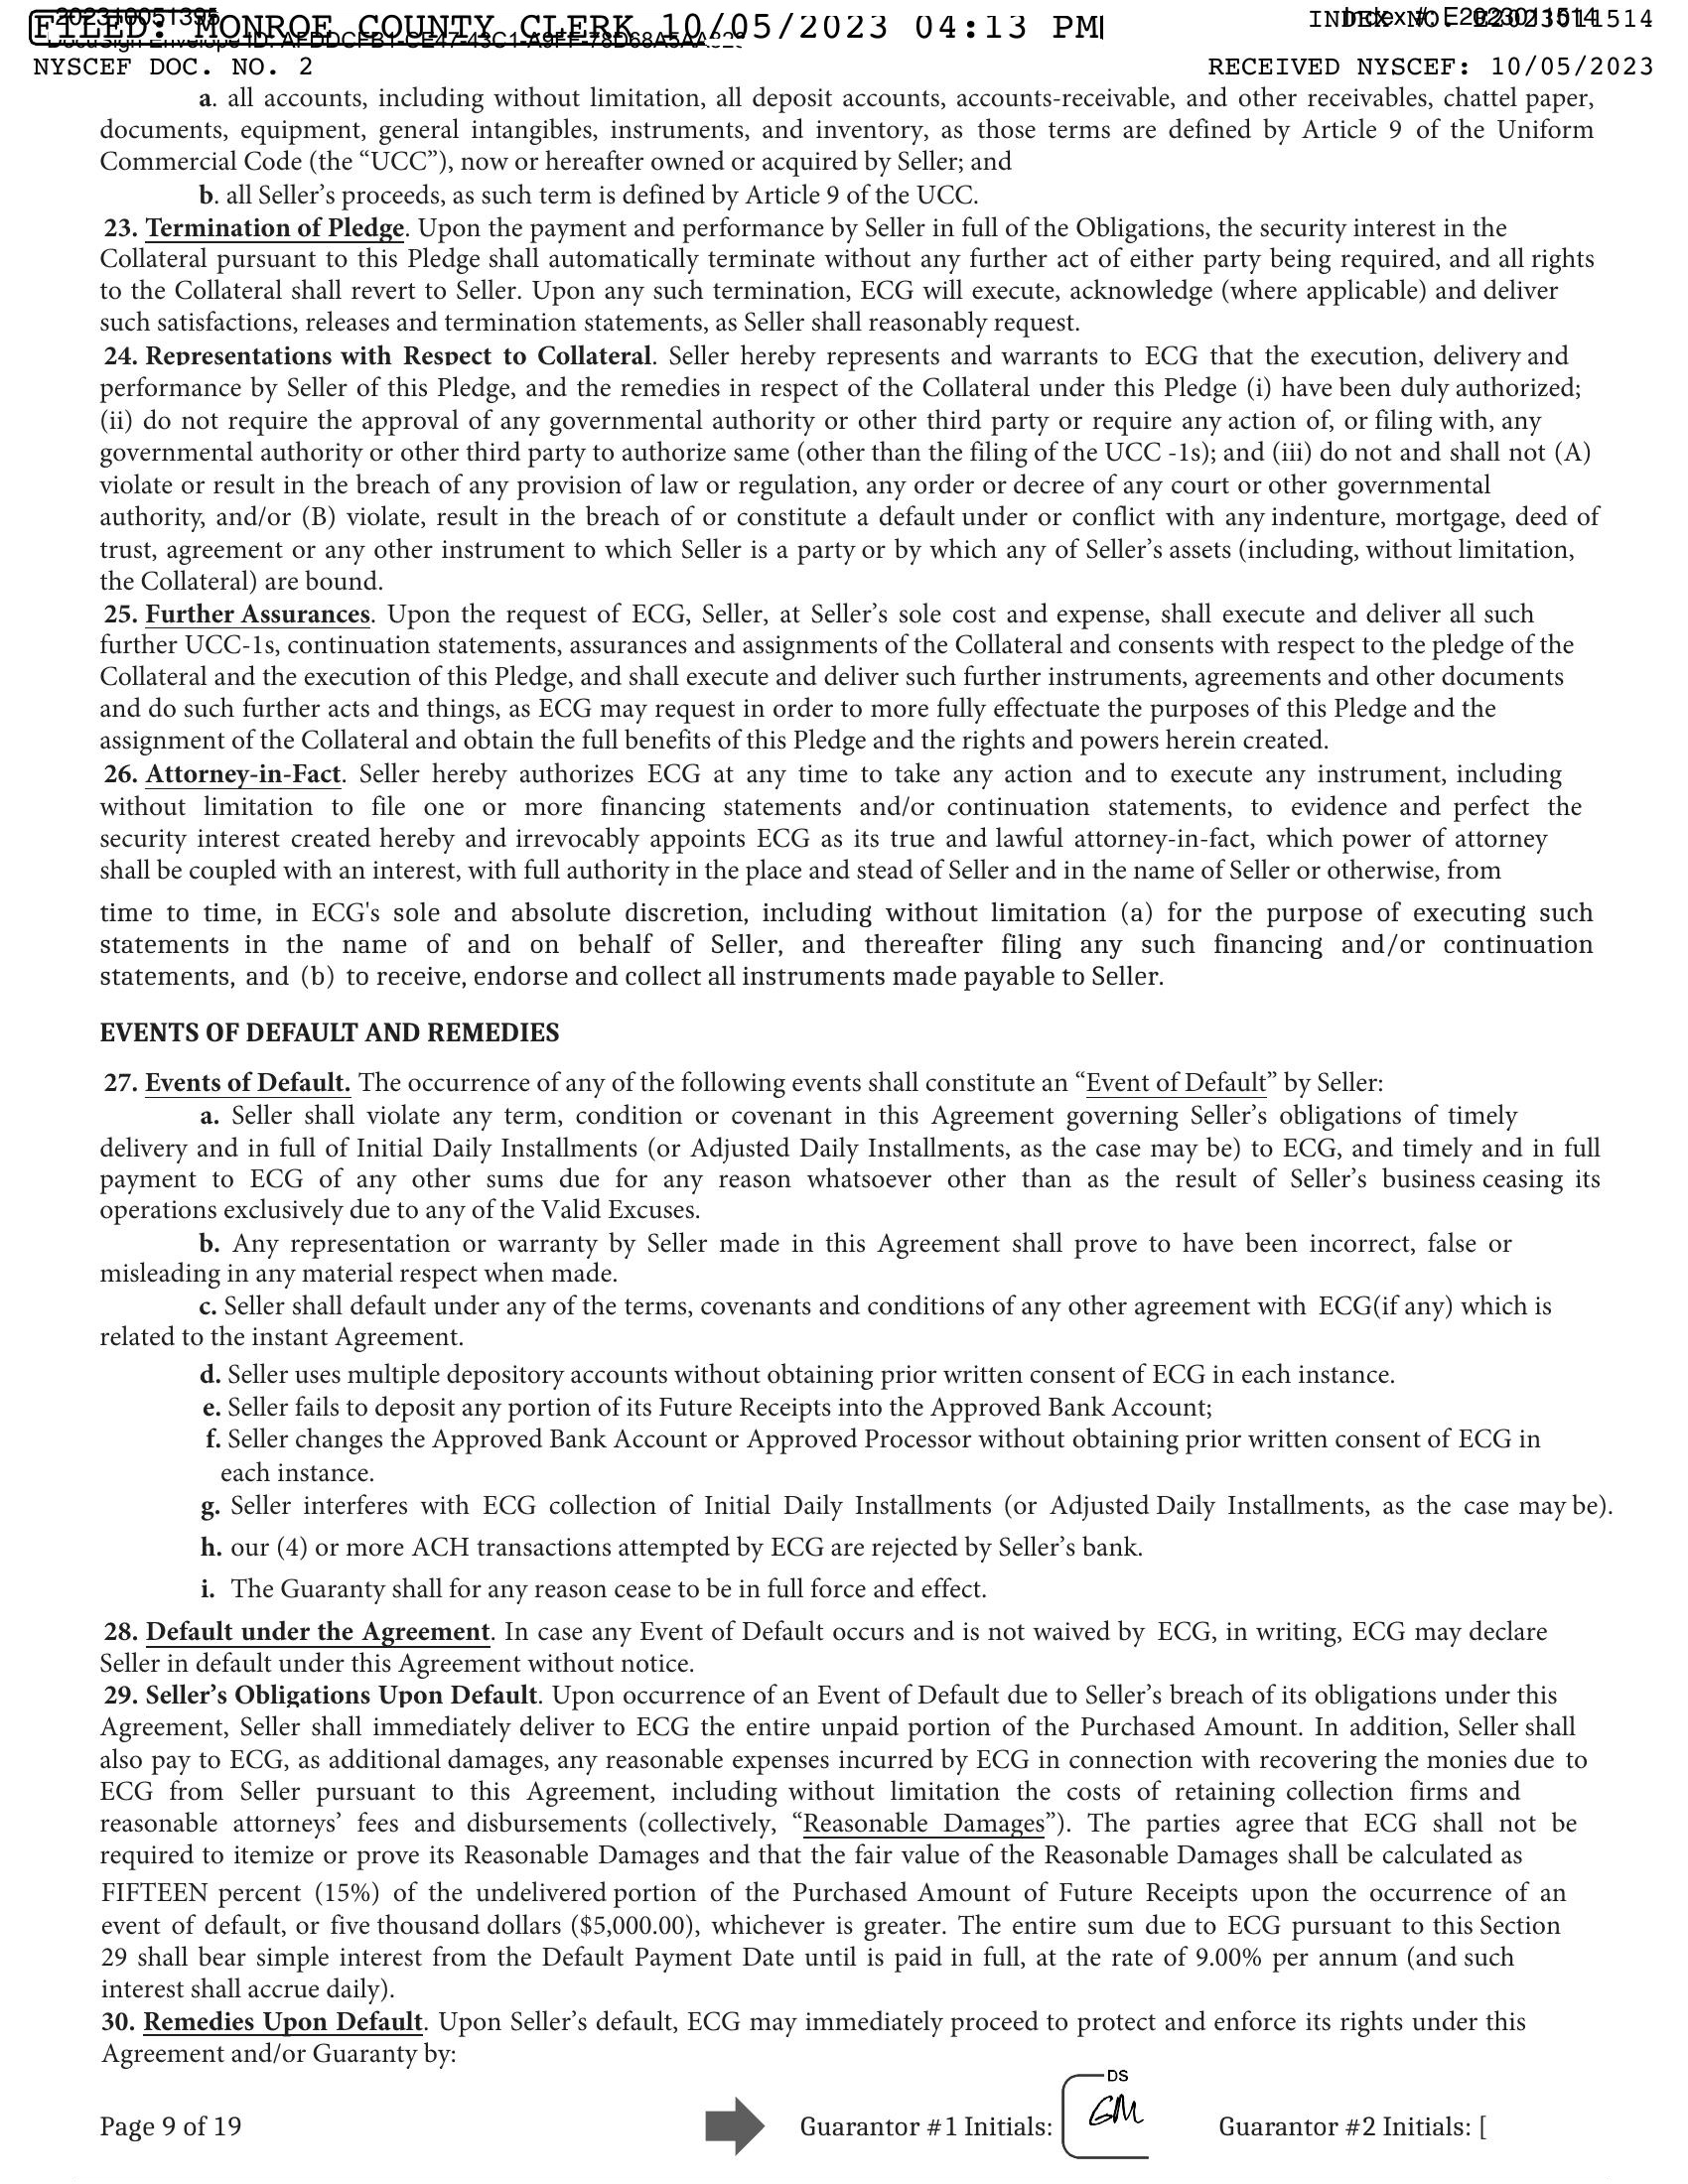 202310051395
FILED: MONROE COUNTY CLERK 10/05/2023 04:13 PM
INDEX NO. E2023011514
Index #: E2023011514
DocuSign Envelope ID:
NYSCEF DOC. NO. 2
RECEIVED NYSCEF: 10/05/2023
a. all accounts, including without limitation, all deposit accounts, accounts-receivable, and other receivables, chattel paper,
documents, equipment, general intangibles, instruments, and inventory, as those terms are defined by Article 9 of the Uniform
Commercial Code (the “UCC”), now or hereafter owned or acquired by Seller; and
b. all Seller’s proceeds, as such term is defined by Article 9 of the UCC.
23. Termination of Pledge. Upon the payment and performance by Seller in full of the Obligations, the security interest in the
Collateral pursuant to this Pledge shall automatically terminate without any further act of either party being required, and all rights
to the Collateral shall revert to Seller. Upon any such termination, ECG will execute, acknowledge (where applicable) and deliver
such satisfactions, releases and termination statements, as Seller shall reasonably request.
24. Representations with Respect to Collateral. Seller hereby represents and warrants to ECG that the execution, delivery and
performance by Seller of this Pledge, and the remedies in respect of the Collateral under this Pledge (i) have been duly authorized;
(ii) do not require the approval of any governmental authority or other third party or require any action of, or filing with, any
governmental authority or other third party to authorize same (other than the filing of the UCC -1s); and (iii) do not and shall not (A)
violate or result in the breach of any provision of law or regulation, any order or decree of any court or other governmental
authority, and/or (B) violate, result in the breach of or constitute a default under or conflict with any indenture, mortgage, deed of
trust, agreement or any other instrument to which Seller is a party or by which any of Seller’s assets (including, without limitation,
the Collateral) are bound.
25. Further Assurances. Upon the request of ECG, Seller, at Seller’s sole cost and expense, shall execute and deliver all such
further UCC-1s, continuation statements, assurances and assignments of the Collateral and consents with respect to the pledge of the
Collateral and the execution of this Pledge, and shall execute and deliver such further instruments, agreements and other documents
and do such further acts and things, as ECG may request in order to more fully effectuate the purposes of this Pledge and the
assignment of the Collateral and obtain the full benefits of this Pledge and the rights and powers herein created.
26. Attorney-in-Fact. Seller hereby authorizes ECG at any time to take any action and to execute any instrument, including
without limitation to file one or more financing statements and/or continuation statements, to evidence and perfect the
security interest created hereby and irrevocably appoints ECG as its true and lawful attorney-in-fact, which power of attorney
shall be coupled with an interest, with full authority in the place and stead of Seller and in the name of Seller or otherwise, from
time to time, in ECG's sole and absolute discretion, including without limitation (a) for the purpose of executing such
statements in the name of and on behalf of Seller, and thereafter filing any such financing and/or continuation
statements, and (b) to receive, endorse and collect all instruments made payable to Seller.
EVENTS OF DEFAULT AND REMEDIES
27. Events of Default. The occurrence of any of the following events shall constitute an “Event of Default” by Seller:
a. Seller shall violate any term, condition or covenant in this Agreement governing Seller’s obligations of timely
delivery and in full of Initial Daily Installments (or Adjusted Daily Installments, as the case may be) to ECG, and timely and in full
payment to ECG of any other sums due for any reason whatsoever other than as the result of Seller’s business ceasing its
operations exclusively due to any of the Valid Excuses.
b. Any representation or warranty by Seller made in this Agreement shall prove to have been incorrect, false or
misleading in any material respect when made.
c. Seller shall default under any of the terms, covenants and conditions of any other agreement with ECG(if any) which is
related to the instant Agreement.
d. Seller uses multiple depository accounts without obtaining prior written consent of ECG in each instance.
e. Seller fails to deposit any portion of its Future Receipts into the Approved Bank Account;
f. Seller changes the Approved Bank Account or Approved Processor without obtaining prior written consent of ECG in
each instance.
g. Seller interferes with ECG collection of Initial Daily Installments (or Adjusted Daily Installments, as the case may be).
h. our (4) or more ACH transactions attempted by ECG are rejected by Seller’s bank.
i. The Guaranty shall for any reason cease to be in full force and effect.
28. Default under the Agreement. In case any Event of Default occurs and is not waived by ECG, in writing, ECG may declare
Seller in default under this Agreement without notice.
29. Seller’s Obligations Upon Default. Upon occurrence of an Event of Default due to Seller’s breach of its obligations under this
Agreement, Seller shall immediately deliver to ECG the entire unpaid portion of the Purchased Amount. In addition, Seller shall
also pay to ECG, as additional damages, any reasonable expenses incurred by ECG in connection with recovering the monies due to
ECG from Seller pursuant to this Agreement, including without limitation the costs of retaining collection firms and
reasonable attorneys’ fees and disbursements (collectively, “Reasonable Damages”). The parties agree that ECG shall not be
required to itemize or prove its Reasonable Damages and that the fair value of the Reasonable Damages shall be calculated as
FIFTEEN percent (15%) of the undelivered portion of the Purchased Amount of Future Receipts upon the occurrence of an
event of default, or five thousand dollars ($5,000.00), whichever is greater. The entire sum due to ECG pursuant to this Section
29 shall bear simple interest from the Default Payment Date until is paid in full, at the rate of 9.00% per annum (and such
interest shall accrue daily).
30. Remedies Upon Default. Upon Seller’s default, ECG may immediately proceed to protect and enforce its rights under this
Agreement and/or Guaranty by:
Page 9 of 19
Guarantor #1 Initials:
DS
GM
Guarantor #2 Initials: [